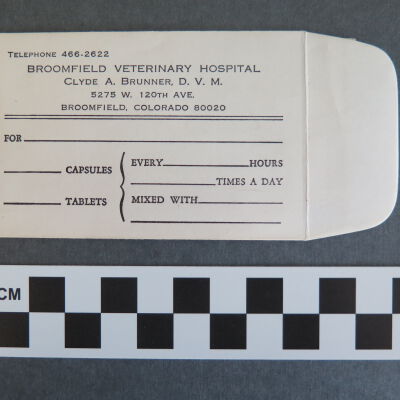 Telephone 466-2622
BROOMFIELD VETERINARY HOSPITAL
Clyde A. Brunner, D. V. M.
5275 W. 120th Ave.
BROOMFIELD, COLORADO 80020
FOR
EVERY HOURS
CAPSULES
TIMES A DAY
TABLETS MIXED WITH
CM